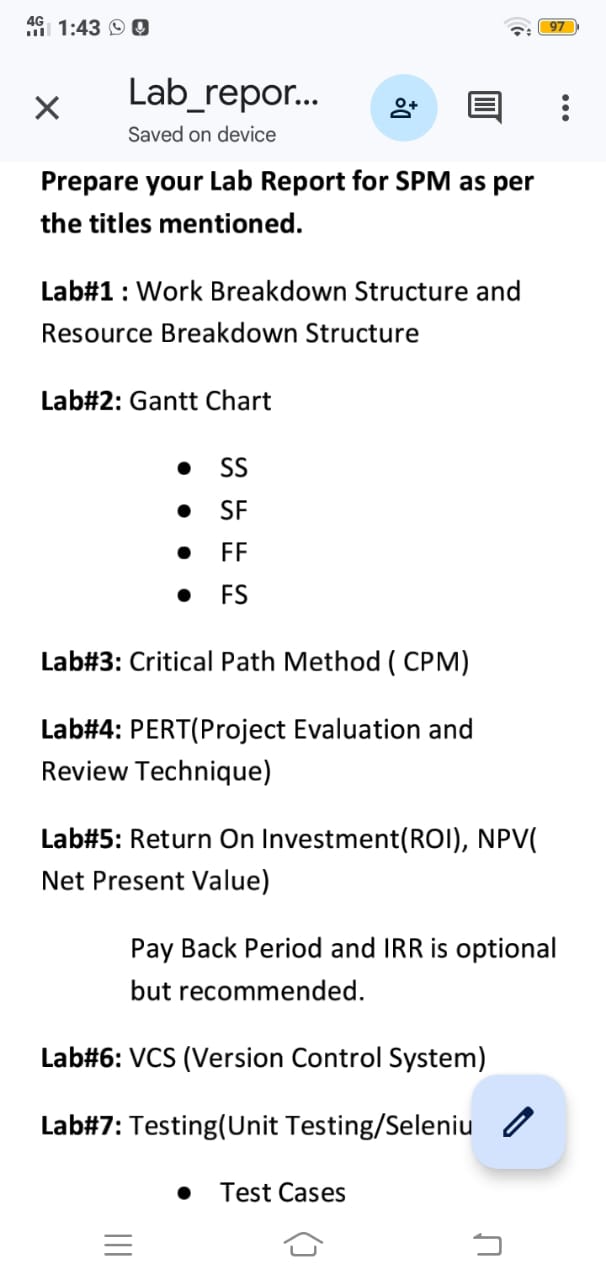 4G 1:43 97
Lab_repor...
Saved on device
Prepare your Lab Report for SPM as per
the titles mentioned.
Lab#1 : Work Breakdown Structure and
Resource Breakdown Structure
Lab#2: Gantt Chart
● SS
● SF
● FF
● FS
Lab#3: Critical Path Method ( CPM)
Lab#4: PERT(Project Evaluation and
Review Technique)
Lab#5: Return On Investment(ROI), NPV(
Net Present Value)
Pay Back Period and IRR is optional
but recommended.
Lab#6: VCS (Version Control System)
Lab#7: Testing(Unit Testing/Seleniu
● Test Cases